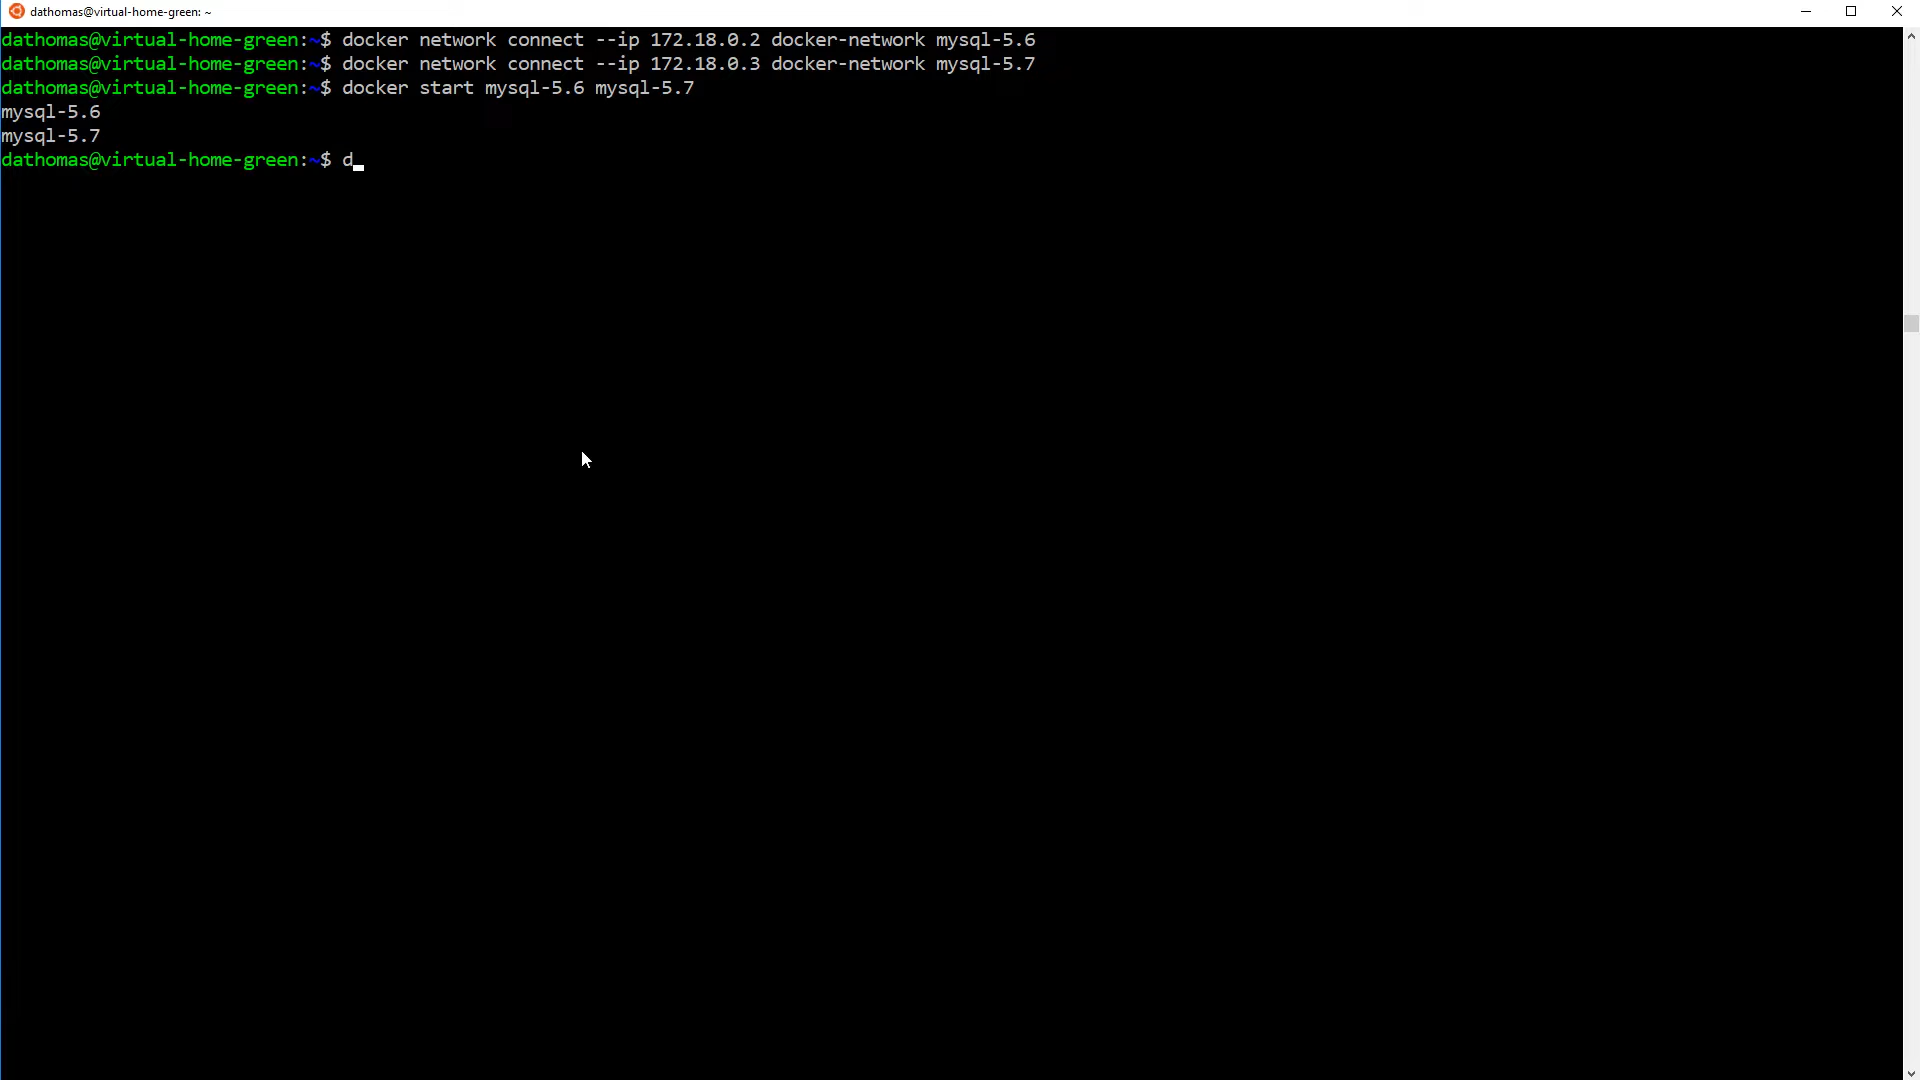 dathomas@virtual-home-green: ~
dathomas@virtual-home-green:~$ docker network connect --ip 172.18.0.2 docker-network mysql-5.6
dathomas@virtual-home-green:~$ docker network connect --ip 172.18.0.3 docker-network mysql-5.7
dathomas@virtual-home-green:~$ docker start mysql-5.6 mysql-5.7
mysql-5.6
mysql-5.7
dathomas@virtual-home-green:~$ d